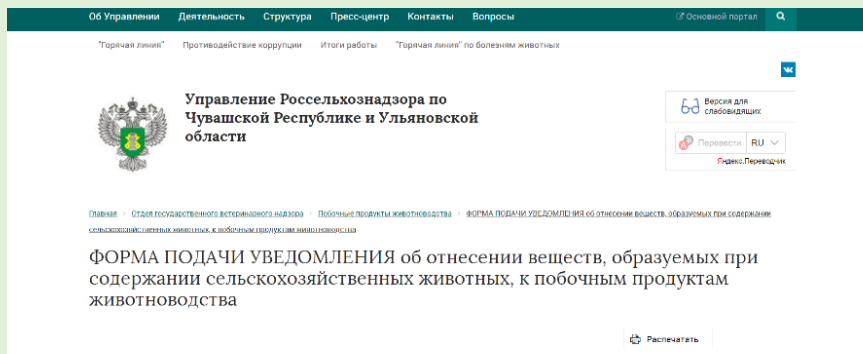 Об Управлении Деятельность Структура Пресс-центр Контакты Вопросы Основной портал
"Горячая линия" Противодействие коррупции Итоги работы "Горячая линия" по болезням животных
Управление Россельхознадзора по
Чувашской Республике и Ульяновской
области
Версия для
слабовидящих
Перевести RU
Яндекс.Переводчик
Главная Отдел государственного ветеринарного надзора Побочные продукты животноводства ФОРМА ПОДАЧИ УВЕДОМЛЕНИЯ об отнесении веществ, образуемых при содержании
сельскохозяйственных животных, к побочным продуктам животноводства
ФОРМА ПОДАЧИ УВЕДОМЛЕНИЯ об отнесении веществ, образуемых при
содержании сельскохозяйственных животных, к побочным продуктам
животноводства
Распечатать